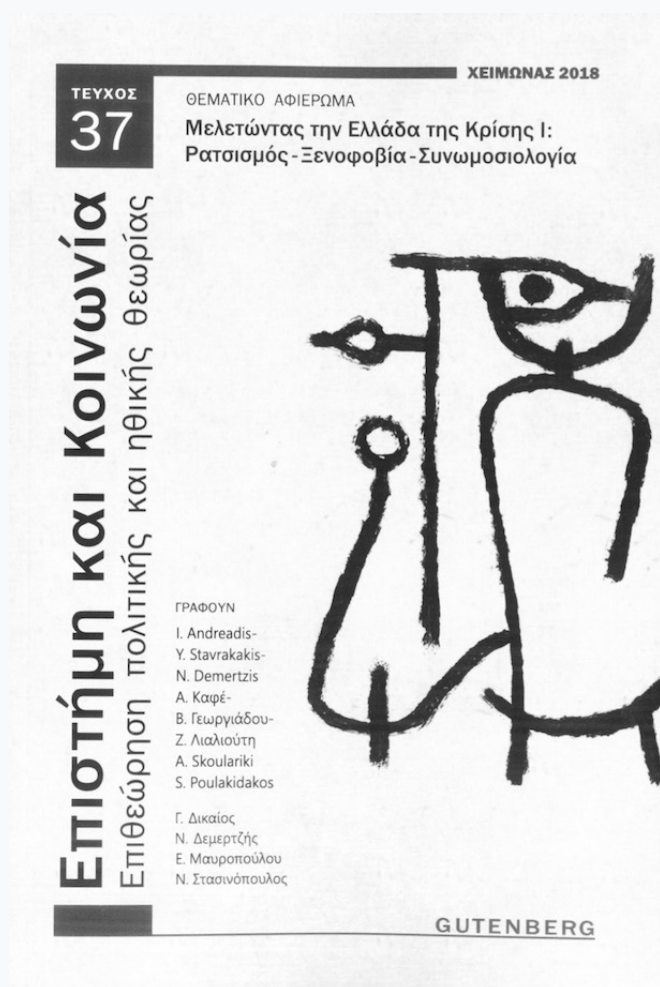 ΧΕΙΜΩΝΑΣ 2018
ΤΕΥΧΟΣ
37
ΘΕΜΑΤΙΚΟ ΑΦΙΕΡΩΜΑ
Μελετώντας την Ελλάδα της Κρίσης Ι:
Ρατσισμός - Ξενοφοβία - Συνωμοσιολογία
Επιστήμη και Κοινωνία
Επιθεώρηση πολιτικής και ηθικής θεωρίας
ΓΡΑΦΟΥΝ
I. Andreadis-
Y. Stavrakakis-
N. Demertzis
Α. Καφέ-
Β. Γεωργιάδου-
Ζ. Λιαλιούτη
A. Skoulariki
S. Poulakidakos
Γ. Δικαίος
Ν. Δεμερτζής
Ε. Μαυροπούλου
Ν. Στασινόπουλος
GUTENBERG